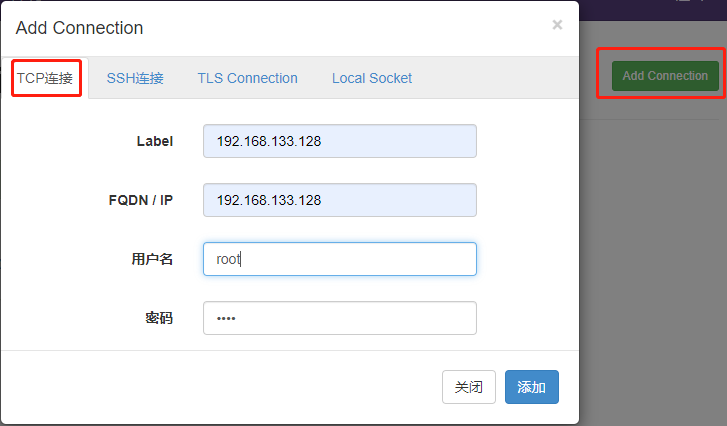 Add Connection ×
TCP连接 SSH连接 TLS Connection Local Socket
Add Connection
Label 192.168.133.128
FQDN / IP 192.168.133.128
用户名 root
密码 ••••
关闭 添加